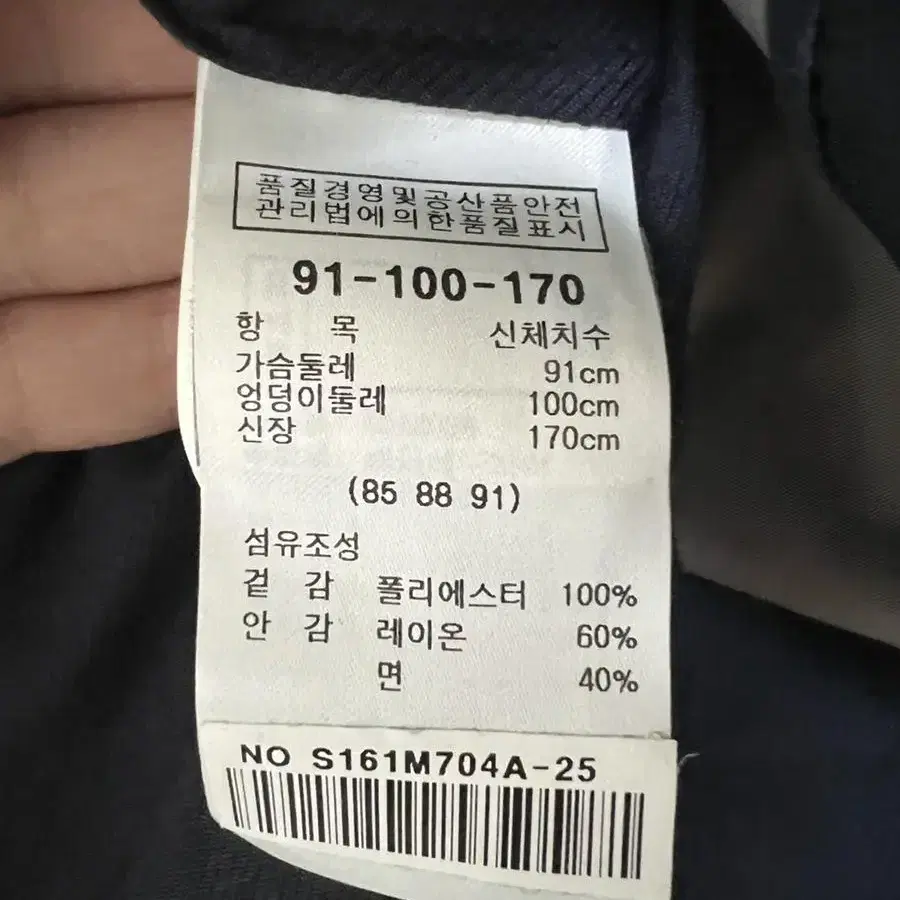 품질경영및공산품안전
관리법에의한품질표시
91-100-170
항 목 신체치수
가슴둘레 91cm
엉덩이둘레 100cm
신장 170cm
(85 88 91)
섬유조성
겉 감 폴리에스터 100%
안 감 레이온 60%
면 40%
NO S161M704A-25